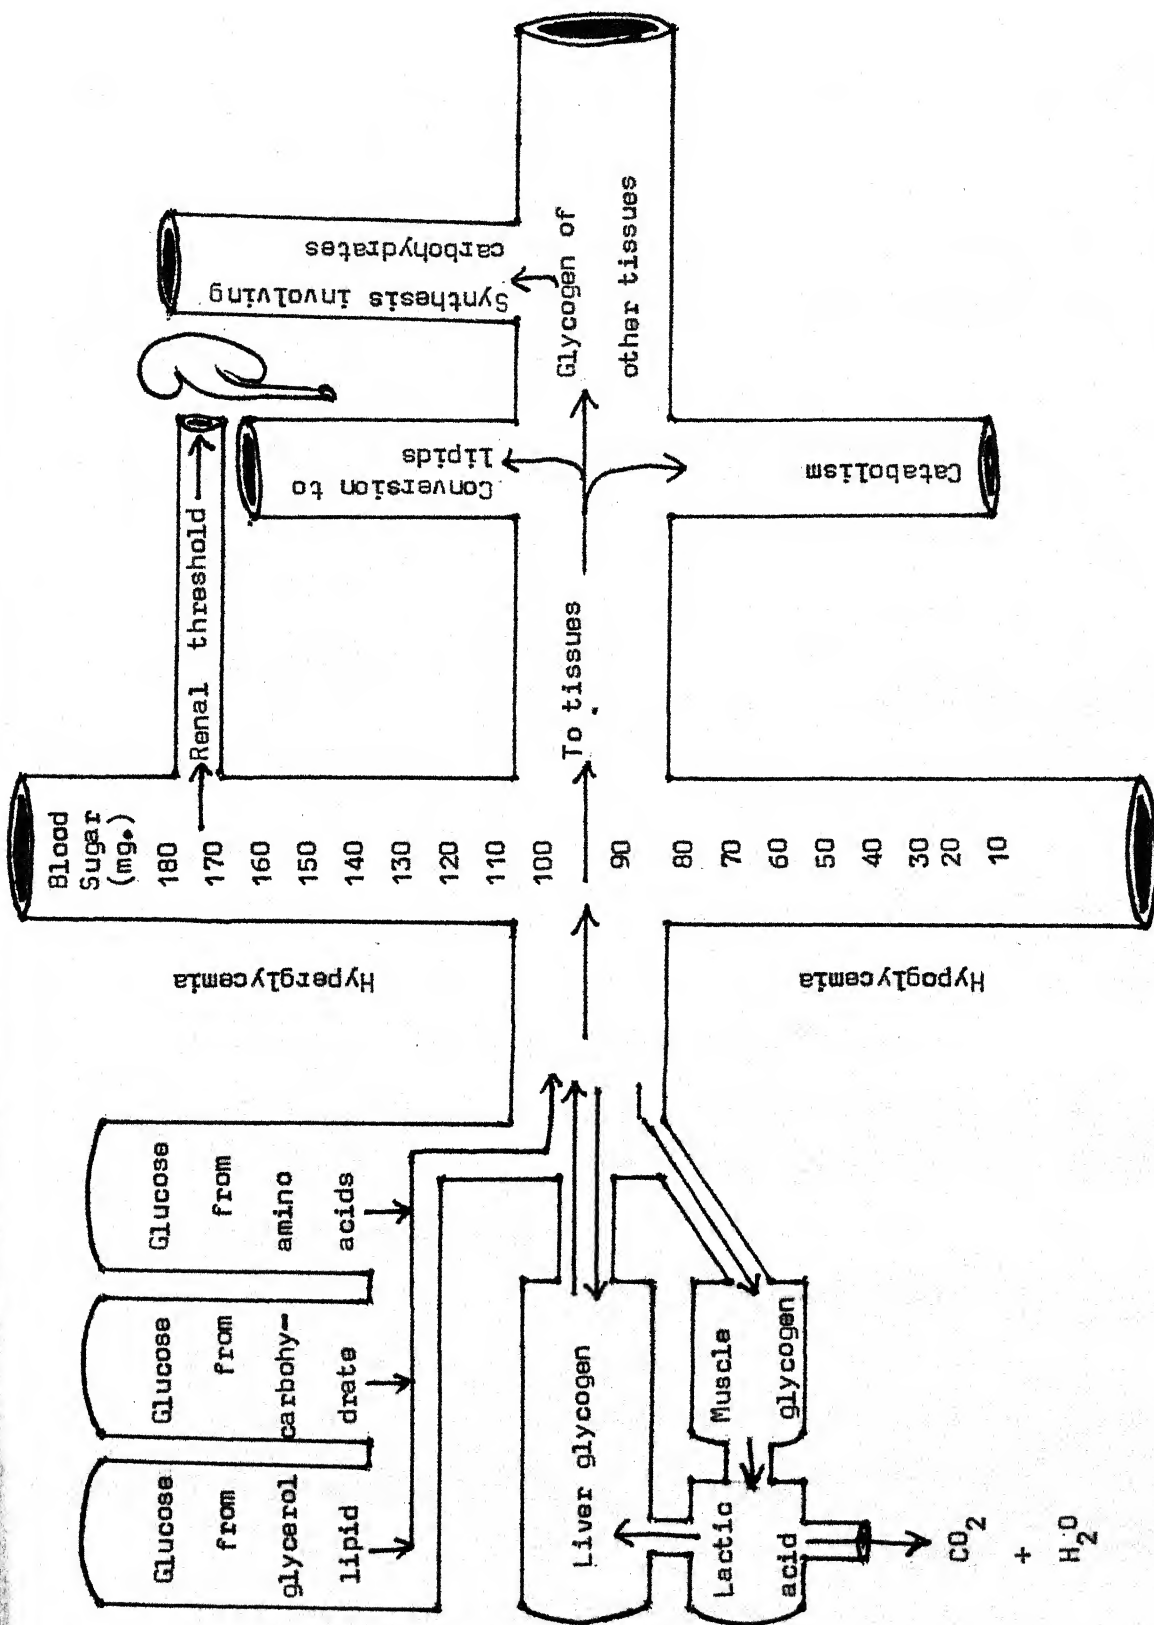 Blood
Sugar
(mg.)
180
170
160
150
140
130
120
110
100
90
80
70
60
50
40
30
20
10
Renal threshold
Hyperglycemia
Hypoglycemia
Glucose
from
glycerol
lipid
Glucose
from
carbohy-
drate
Glucose
from
amino
acids
Liver glycogen
Muscle
glycogen
Lactic
acid
CO2
+
H2O
To tissues
Conversion to
lipids
Catabolism
Synthesis involving
carbohydrates
Glycogen of
other tissues